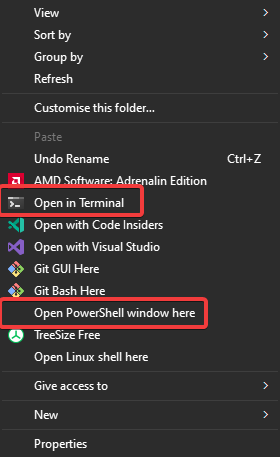 View
Sort by
Group by
Refresh
Customise this folder...
Paste
Undo Rename Ctrl+Z
AMD Software: Adrenalin Edition
Open in Terminal
Open with Code Insiders
Open with Visual Studio
Git GUI Here
Git Bash Here
Open PowerShell window here
TreeSize Free
Open Linux shell here
Give access to
New
Properties